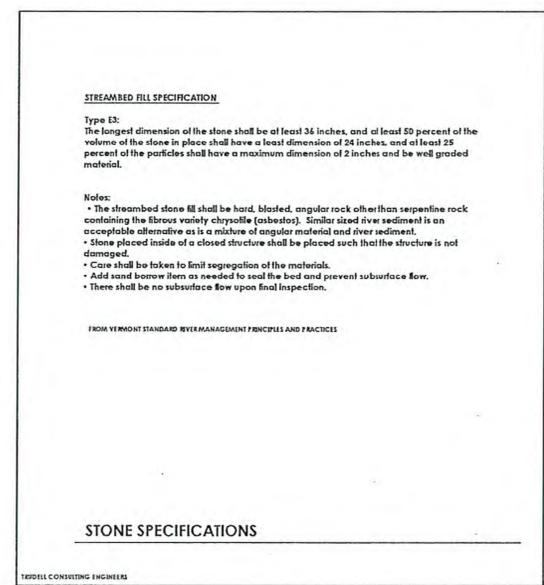 STREAMBED FILL SPECIFICATION
Type E3:
The longest dimension of the stone shall be at least 36 inches, and at least 50 percent of the
volume of the stone in place shall have a least dimension of 24 inches, and at least 25
percent of the particles shall have a maximum dimension of 2 inches and be well graded
material.
Notes:
• The streambed stone fill shall be hard, blasted, angular rock other than serpentine rock
containing the fibrous variety chrysotile (asbestos). Similar sized river sediment is an
acceptable alternative as is a mixture of angular material and river sediment.
• Stone placed inside of a closed structure shall be placed such that the structure is not
damaged.
• Care shall be taken to limit segregation of the materials.
• Add sand borrow item as needed to seal the bed and prevent subsurface flow.
• There shall be no subsurface flow upon final inspection.
FROM VERMONT STANDARD RIVER MANAGEMENT PRINCIPLES AND PRACTICES
STONE SPECIFICATIONS
TRUDELL CONSULTING ENGINEERS